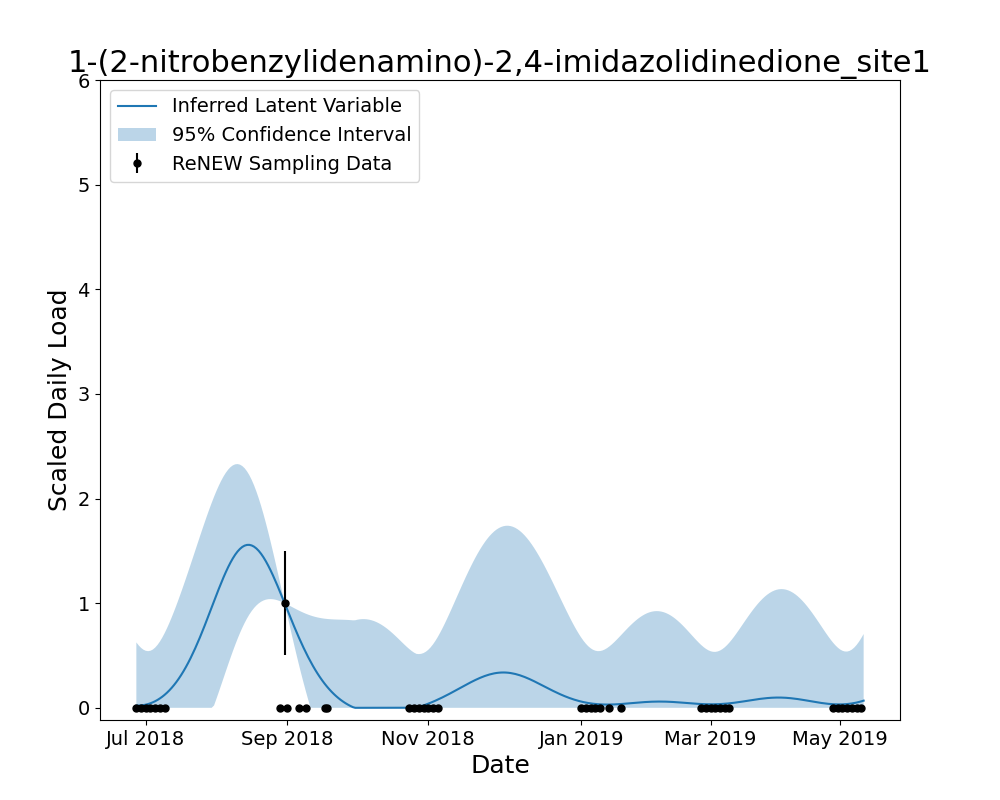 1-(2-nitrobenzylidenamino)-2,4-imidazolidinedione_site1
Inferred Latent Variable
95% Confidence Interval
ReNEW Sampling Data
6
5
4
3
2
1
0
Scaled Daily Load
Jul 2018 Sep 2018 Nov 2018 Jan 2019 Mar 2019 May 2019
Date